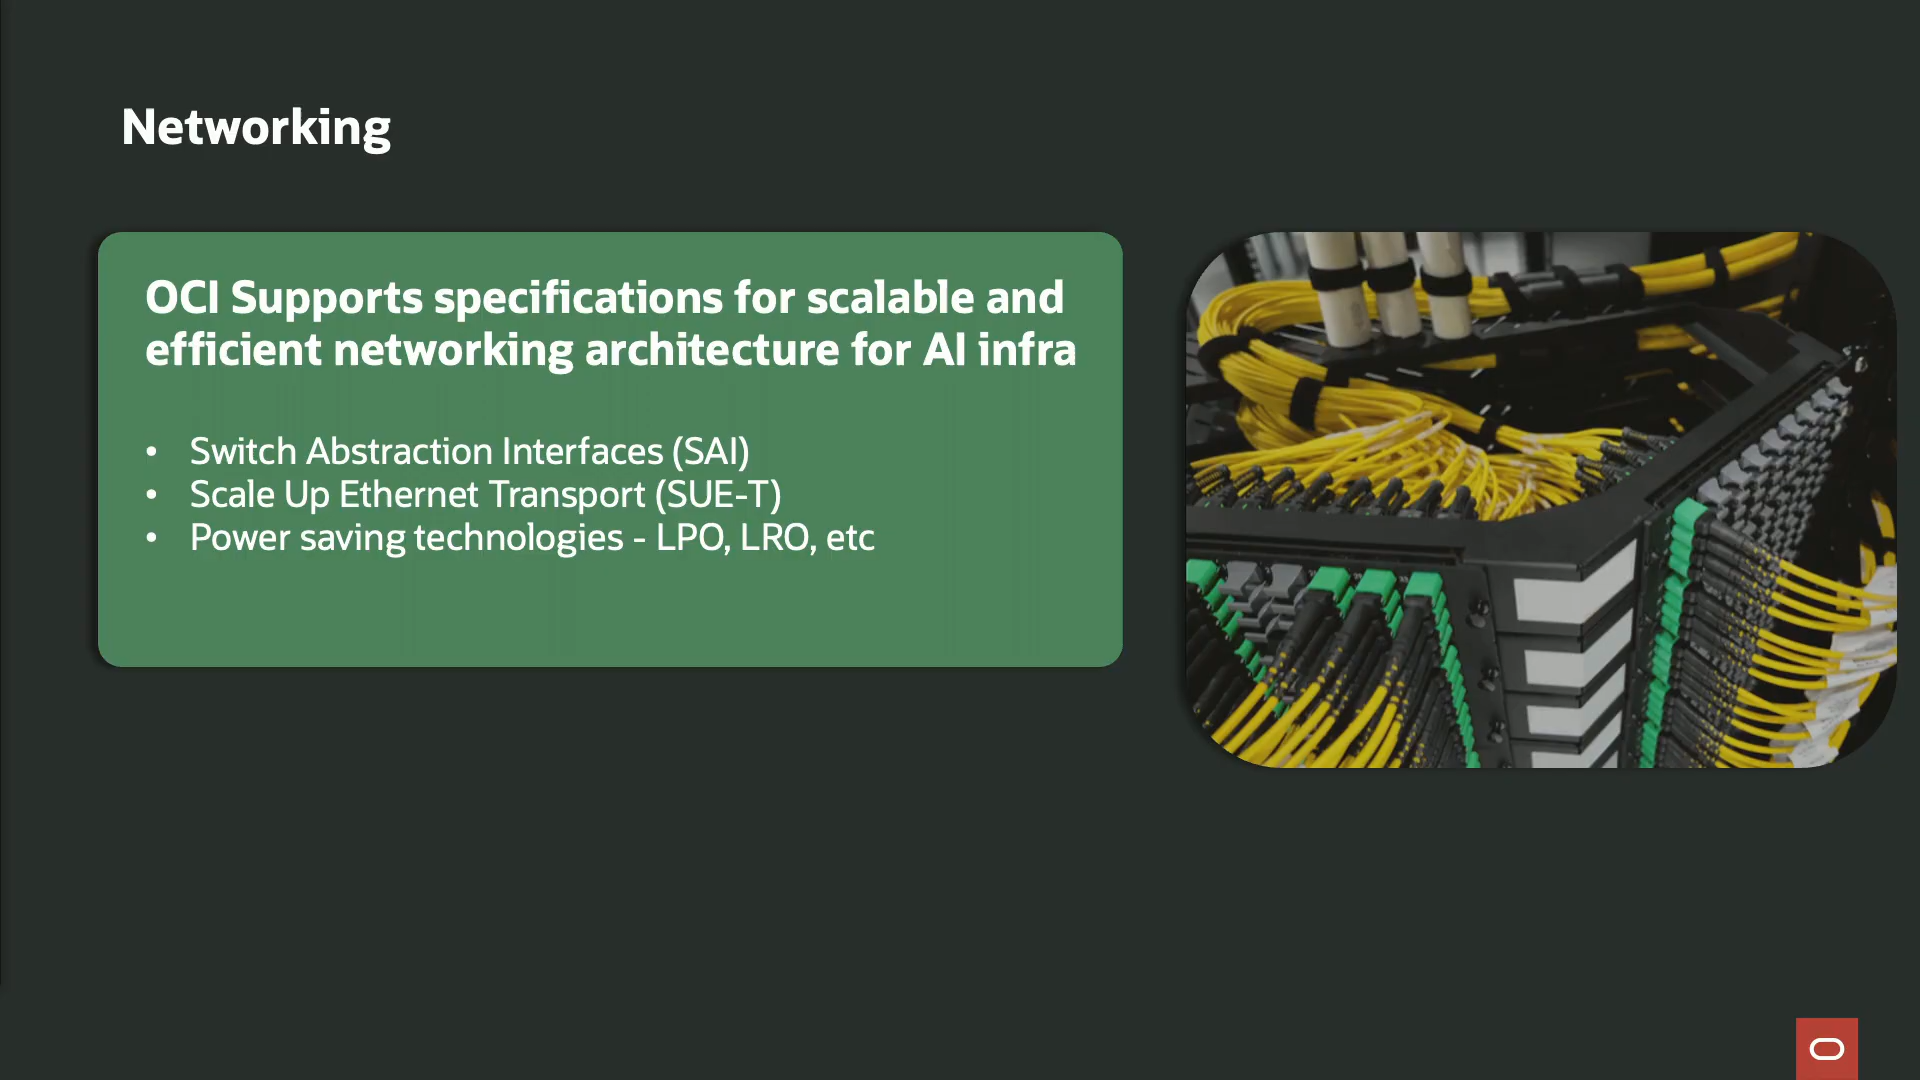 Networking
OCI Supports specifications for scalable and
efficient networking architecture for AI infra
• Switch Abstraction Interfaces (SAI)
• Scale Up Ethernet Transport (SUE-T)
• Power saving technologies - LPO, LRO, etc